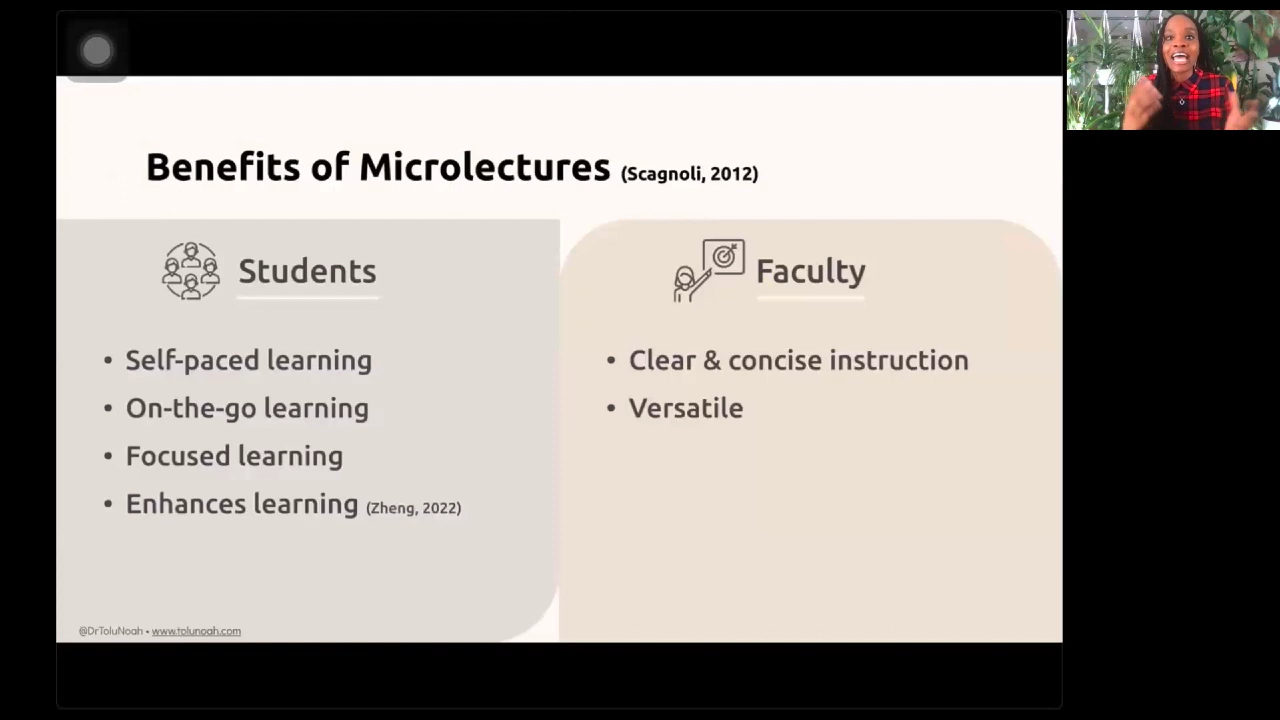 Benefits of Microlectures (Scagnoli, 2012)
Students
• Self-paced learning
• On-the-go learning
• Focused learning
• Enhances learning (Zheng, 2022)
Faculty
• Clear & concise instruction
• Versatile
@DrToluNoah • www.tolunoah.com